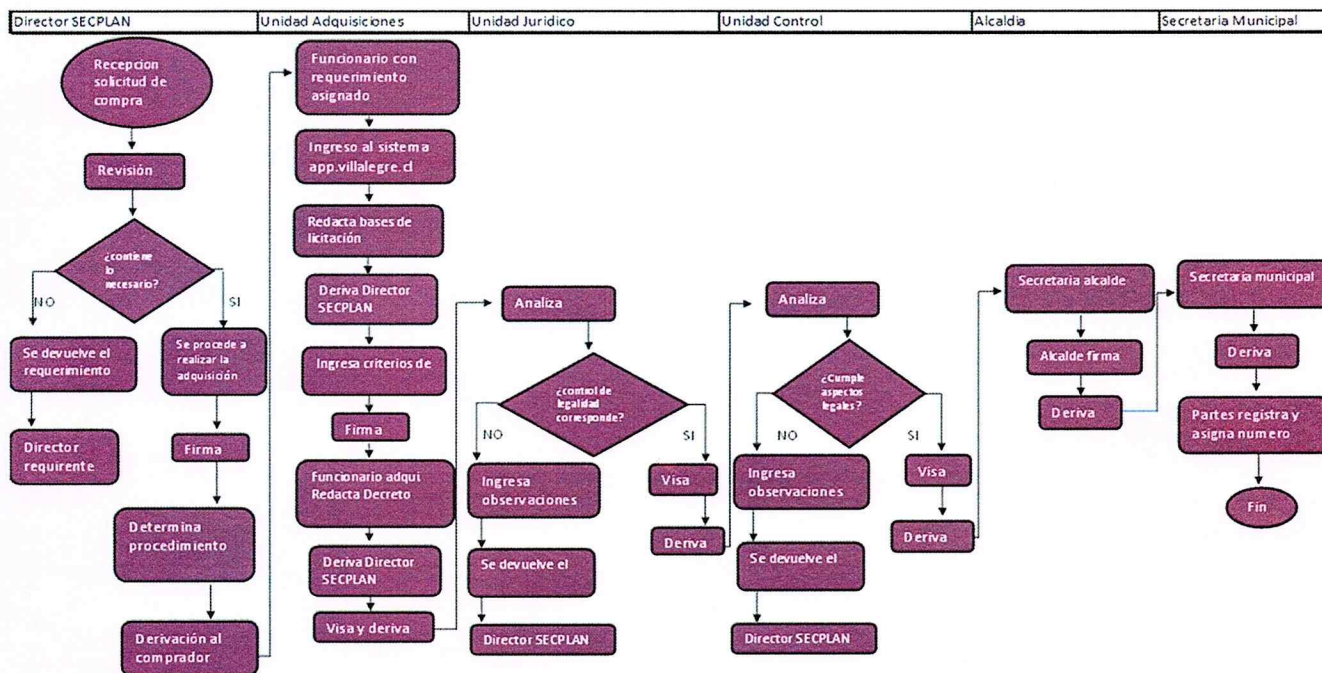 Director SECPLAN
Unidad Adquisiciones
Unidad Jurídico
Unidad Control
Alcaldia
Secretaria Municipal
Recepcion
solicitud de
compra
Revisión
¿contiene
lo
necesario?
NO
SI
Se devuelve el
requerimiento
Director
requirente
Se procede a
realizar la
adquisición
Firma
Determina
procedimiento
Derivación al
comprador
Funcionario con
requerimiento
asignado
Ingreso al sistema
app.villalegre.cl
Redacta bases de
licitación
Deriva Director
SECPLAN
Ingresa criterios de
Firma
Funcionario adqui.
Redacta Decreto
Deriva Director
SECPLAN
Visa y deriva
Analiza
¿control de
legalidad
corresponde?
NO
SI
Ingresa
observaciones
Se devuelve el
Director SECPLAN
Visa
Deriva
Analiza
¿Cumple
aspectos
legales?
NO
SI
Ingresa
observaciones
Se devuelve el
Director SECPLAN
Visa
Deriva
Secretaria alcalde
Alcalde firma
Deriva
Secretaria municipal
Deriva
Partes registra y
asigna numero
Fin